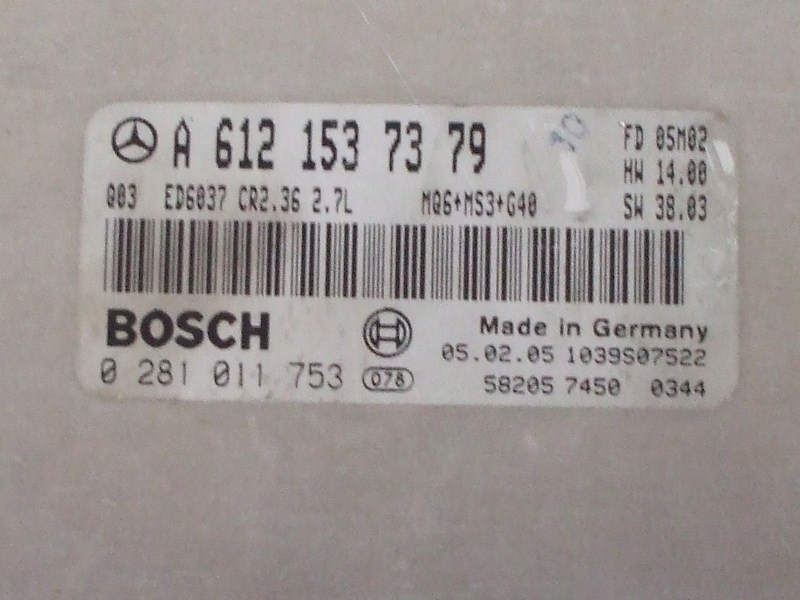 A 612 153 73 79
FD 05M02
HW 14.00
SW 38.03
Q03 ED6037 CR2.36 2.7L MQ6+MS3+G40
BOSCH
Made in Germany
05.02.05 1039S07522
0 281 011 753 078
58205 7450 0344